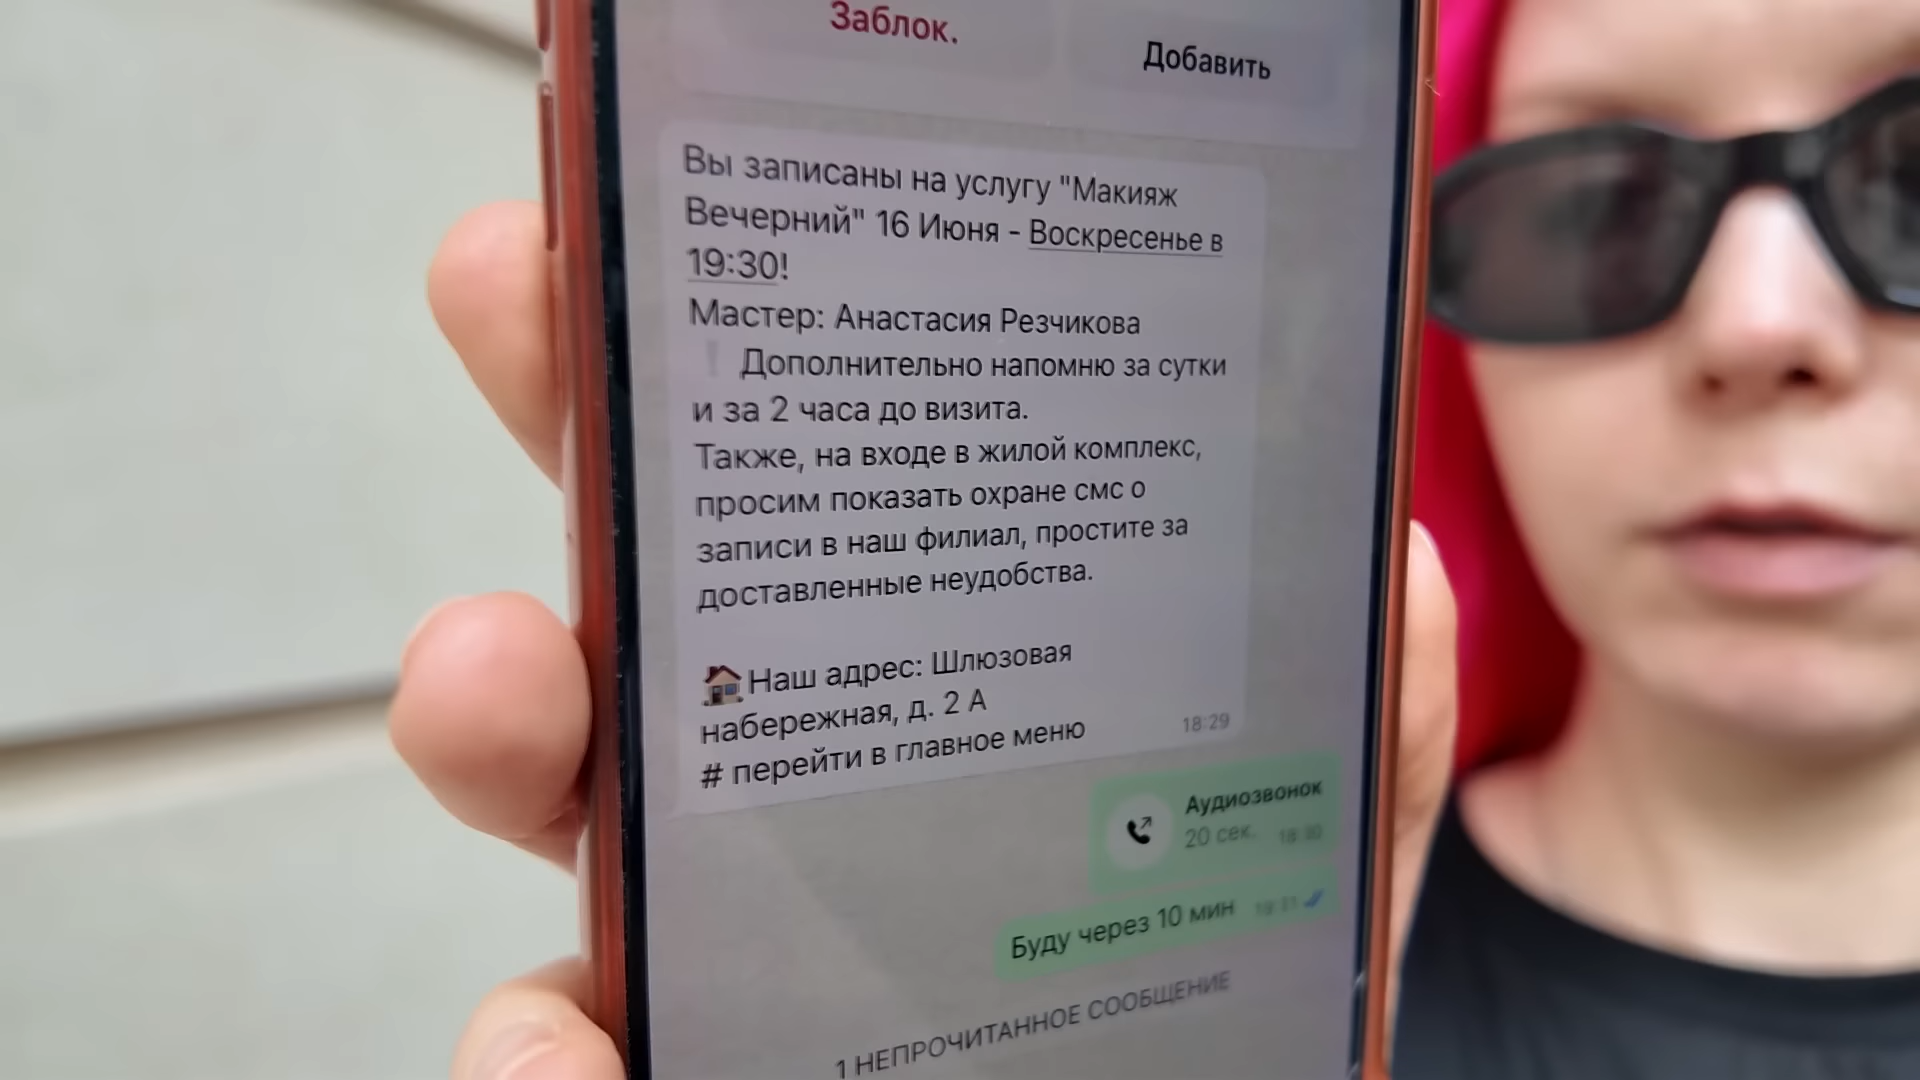 Заблок.
Добавить
Вы записаны на услугу "Макияж
Вечерний" 16 Июня - Воскресенье в
19:30!
Мастер: Анастасия Резчикова
❕ Дополнительно напомню за сутки
и за 2 часа до визита.
Также, на входе в жилой комплекс,
просим показать охране смс о
записи в наш филиал, простите за
доставленные неудобства.
🏠Наш адрес: Шлюзовая
набережная, д. 2 А
# перейти в главное меню
18:29
Аудиозвонок
20 сек.
Буду через 10 мин
1 НЕПРОЧИТАННОЕ СООБЩЕНИЕ